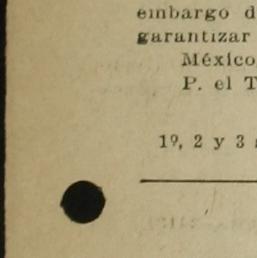 embargo d
garantizar
México
P. el T
1º, 2 y 3